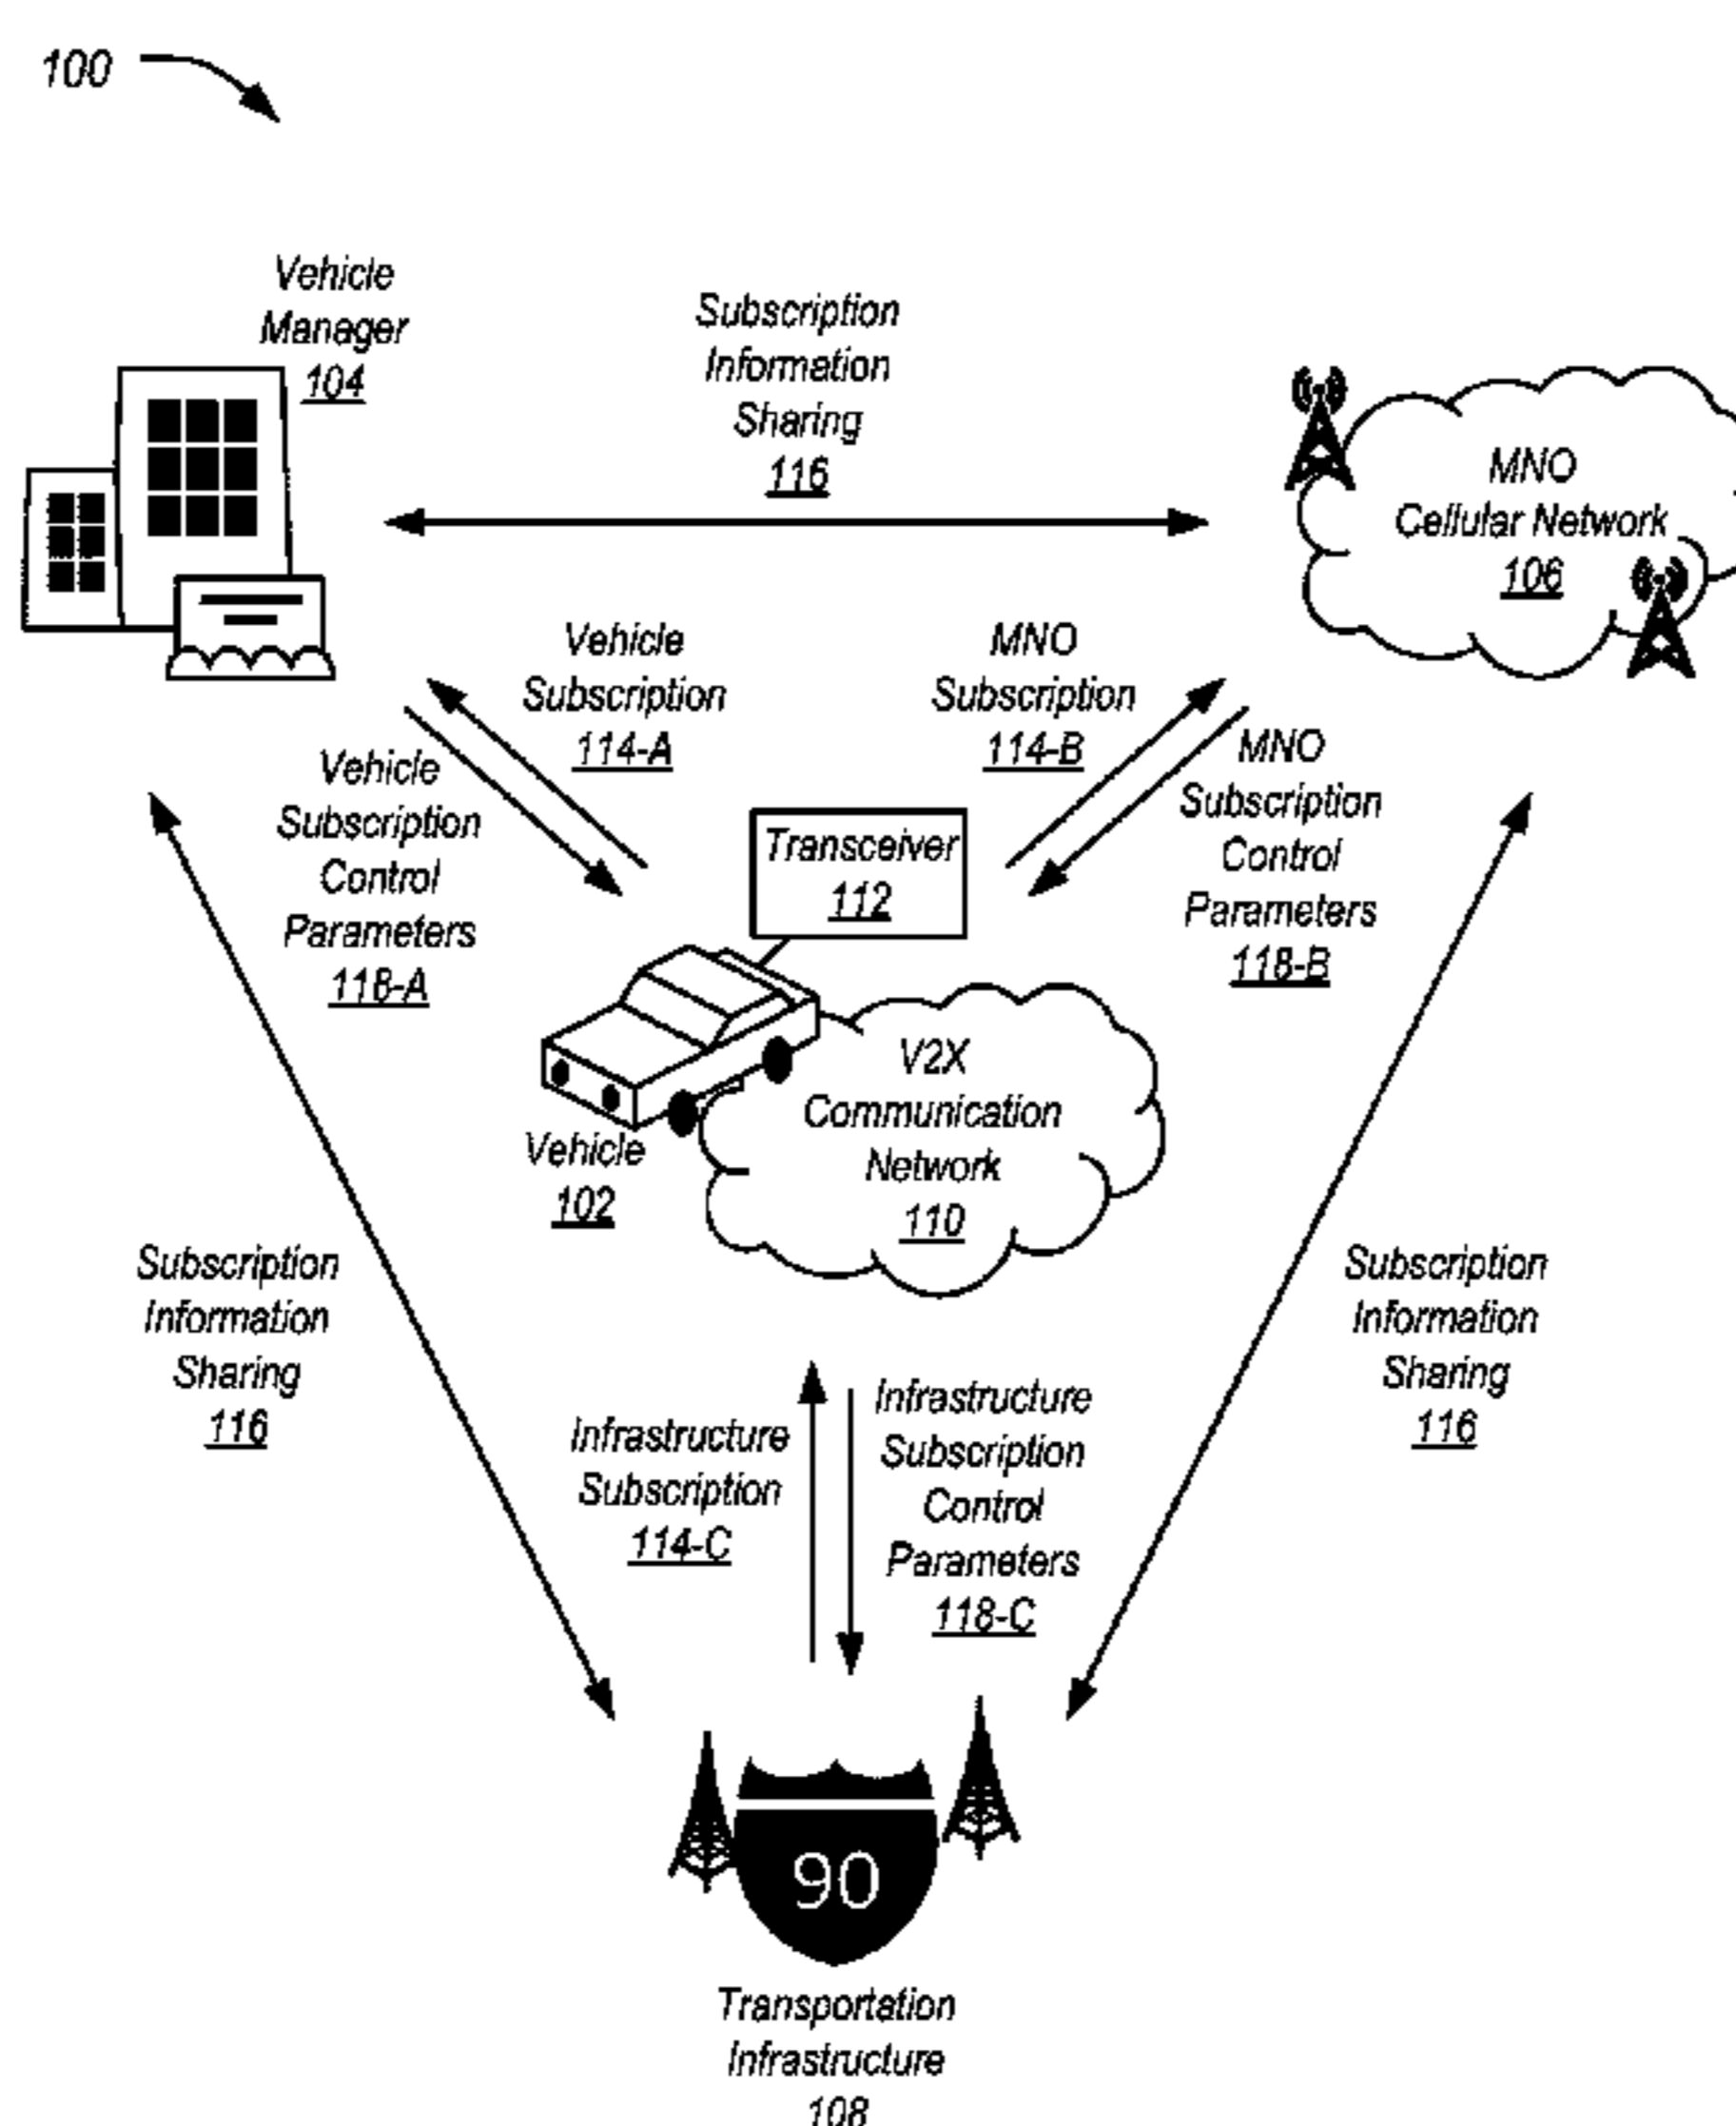 100
Vehicle
Manager
104
Subscription
Information
Sharing
116
MNO
Cellular Network
106
Vehicle
Subscription
114-A
MNO
Subscription
114-B
Vehicle
Subscription
Control
Parameters
118-A
MNO
Subscription
Control
Parameters
118-B
Transceiver
112
V2X
Communication
Network
110
Vehicle
102
Subscription
Information
Sharing
116
Subscription
Information
Sharing
116
Infrastructure
Subscription
114-C
Infrastructure
Subscription
Control
Parameters
118-C
90
Transportation
Infrastructure
108